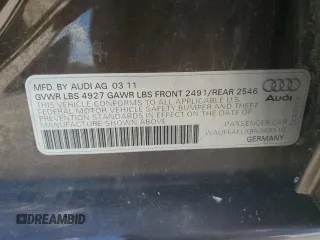 MFD. BY AUDI AG 03 11
GVWR LBS 4927 GAWR LBS FRONT 2491/REAR 2546
THIS VEHICLE CONFORMS TO ALL APPLICABLE U.S.
FEDERAL MOTOR VEHICLE SAFETY BUMPER AND THEFT
PREVENTION STANDARDS IN EFFECT ON THE DATE OF
MANUFACTURE SHOWN ABOVE
Audi
PASSENGER CAR
GERMANY
DREAMBID